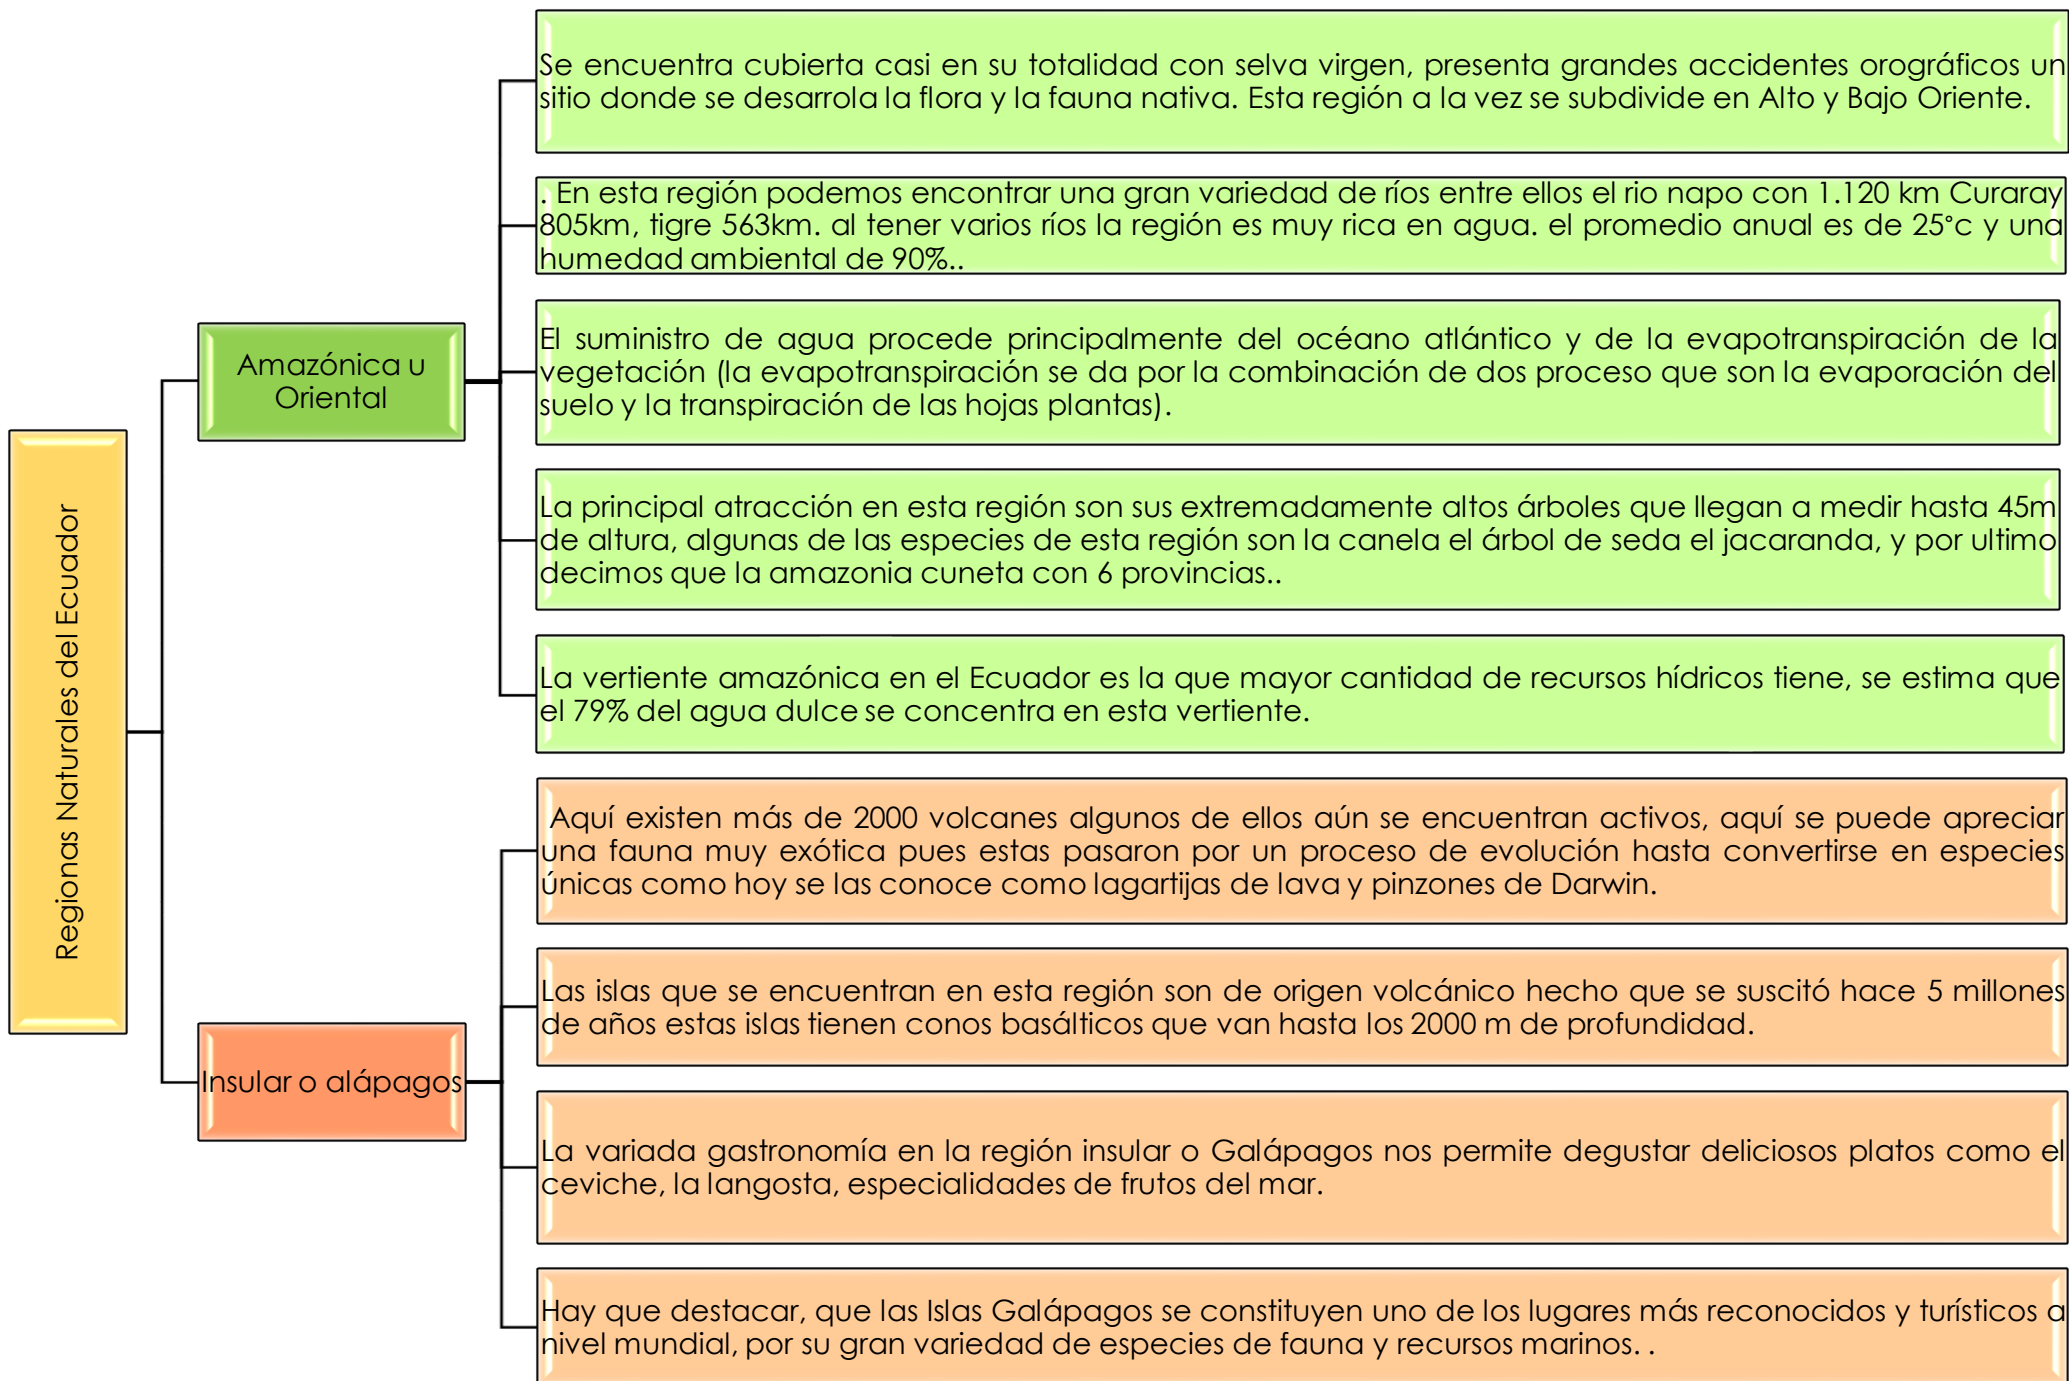 Regionas Naturales del Ecuador
Amazónica u
Oriental
Se encuentra cubierta casi en su totalidad con selva virgen, presenta grandes accidentes orográficos un
sitio donde se desarrola la flora y la fauna nativa. Esta región a la vez se subdivide en Alto y Bajo Oriente.
. En esta región podemos encontrar una gran variedad de ríos entre ellos el rio napo con 1.120 km Curaray
805km, tigre 563km. al tener varios ríos la región es muy rica en agua. el promedio anual es de 25°c y una
humedad ambiental de 90%..
El suministro de agua procede principalmente del océano atlántico y de la evapotranspiración de la
vegetación (la evapotranspiración se da por la combinación de dos proceso que son la evaporación del
suelo y la transpiración de las hojas plantas).
La principal atracción en esta región son sus extremadamente altos árboles que llegan a medir hasta 45m
de altura, algunas de las especies de esta región son la canela el árbol de seda el jacaranda, y por ultimo
decimos que la amazonia cuneta con 6 provincias..
La vertiente amazónica en el Ecuador es la que mayor cantidad de recursos hídricos tiene, se estima que
el 79% del agua dulce se concentra en esta vertiente.
Insular o alápagos
Aquí existen más de 2000 volcanes algunos de ellos aún se encuentran activos, aquí se puede apreciar
una fauna muy exótica pues estas pasaron por un proceso de evolución hasta convertirse en especies
únicas como hoy se las conoce como lagartijas de lava y pinzones de Darwin.
Las islas que se encuentran en esta región son de origen volcánico hecho que se suscitó hace 5 millones
de años estas islas tienen conos basálticos que van hasta los 2000 m de profundidad.
La variada gastronomía en la región insular o Galápagos nos permite degustar deliciosos platos como el
ceviche, la langosta, especialidades de frutos del mar.
Hay que destacar, que las Islas Galápagos se constituyen uno de los lugares más reconocidos y turísticos a
nivel mundial, por su gran variedad de especies de fauna y recursos marinos. .